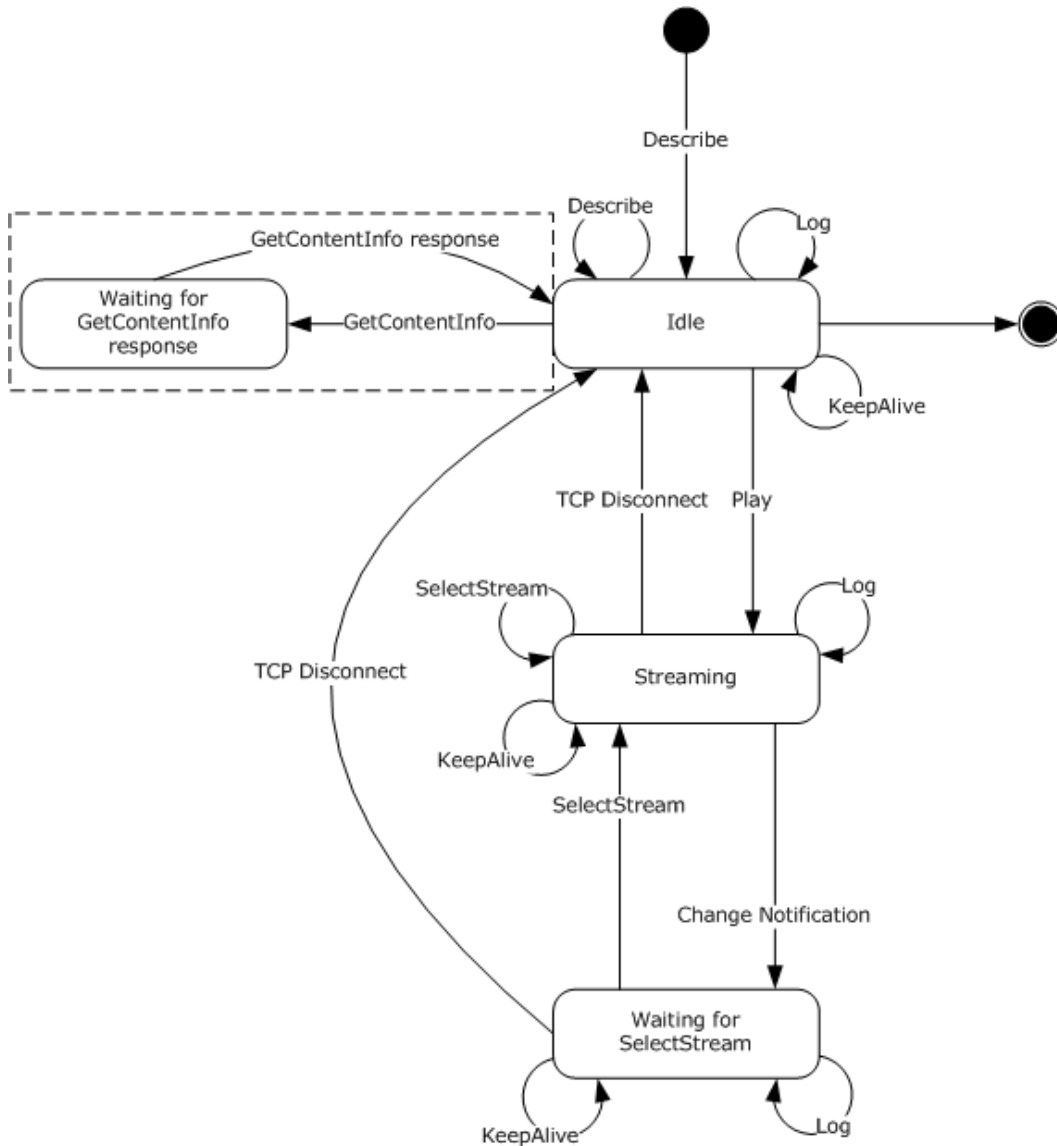 Describe
Describe
Log
GetContentInfo response
Waiting for
GetContentInfo
response
GetContentInfo
Idle
KeepAlive
TCP Disconnect
Play
SelectStream
Log
TCP Disconnect
Streaming
KeepAlive
SelectStream
Change Notification
Waiting for
SelectStream
KeepAlive
Log